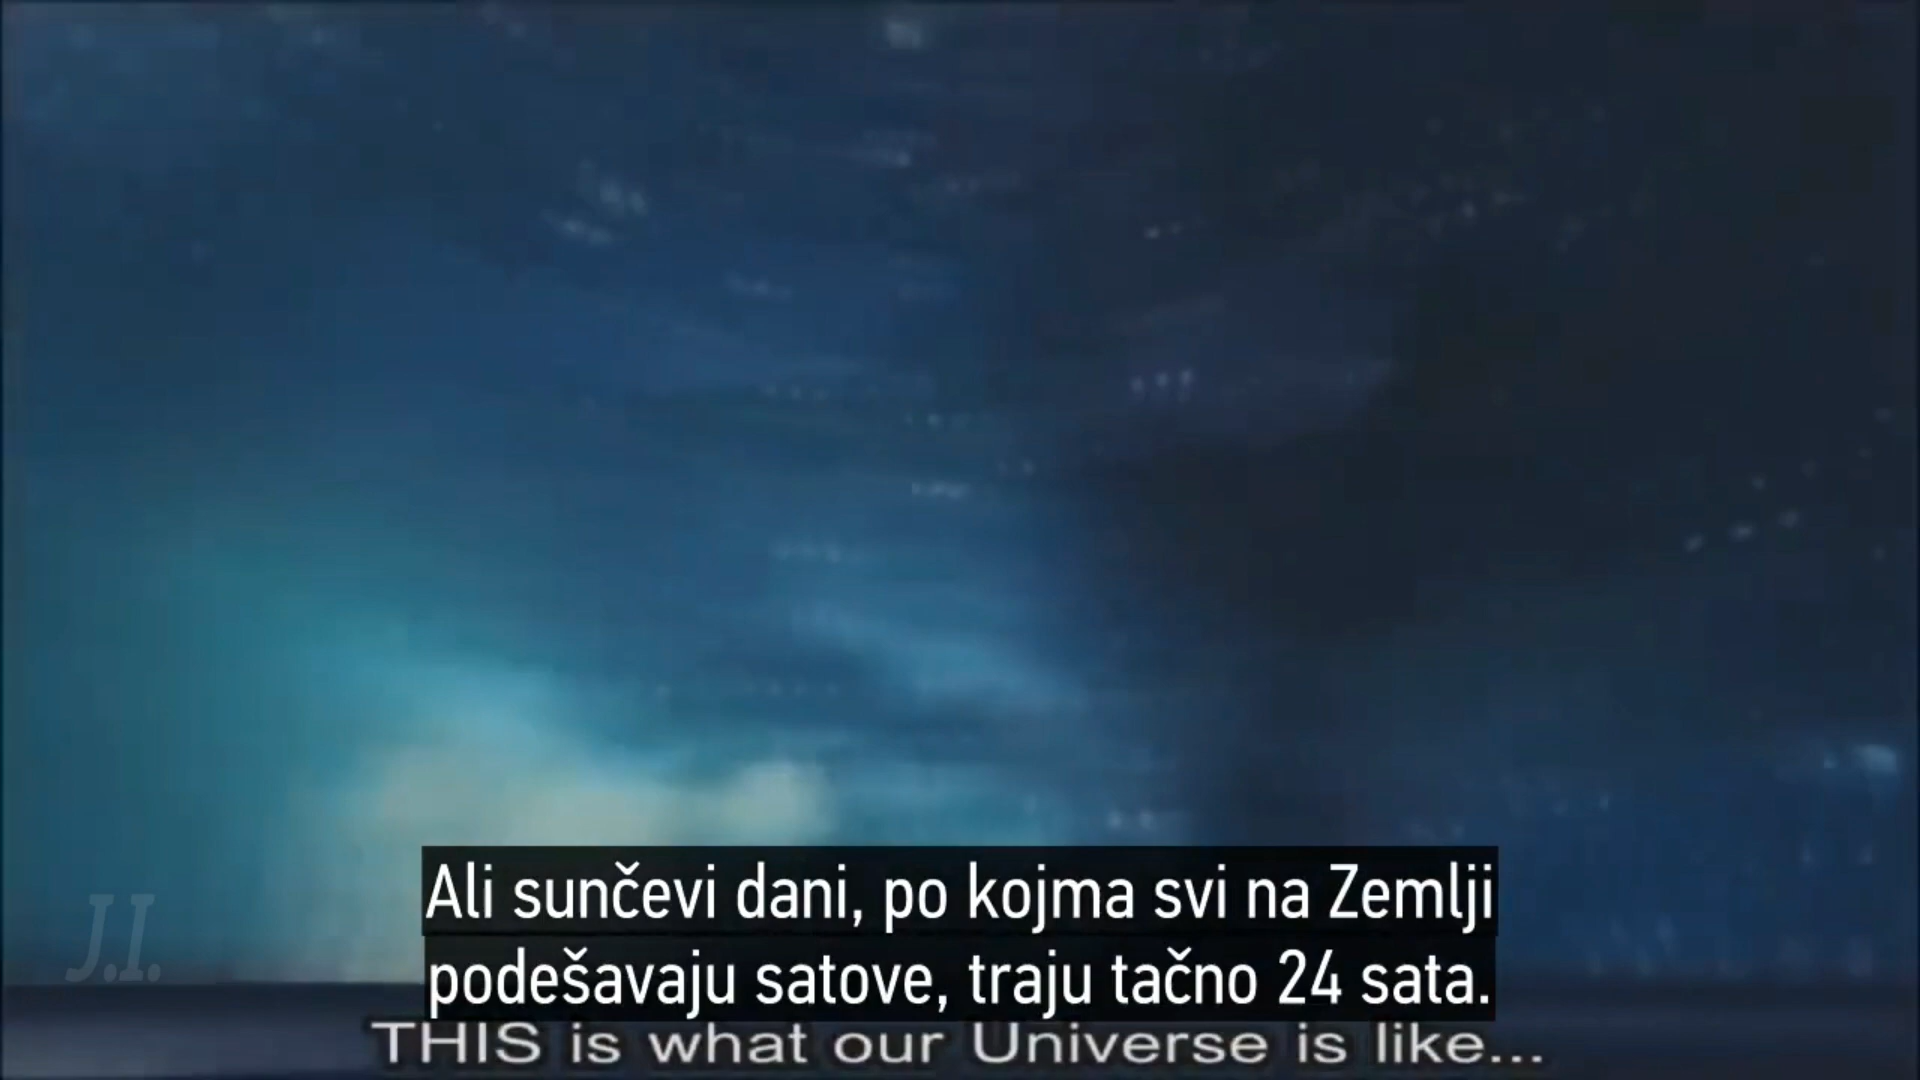 Ali sunčevi dani, po kojma svi na Zemlji
podešavaju satove, traju tačno 24 sata.
THIS is what our Universe is like...
J.I.